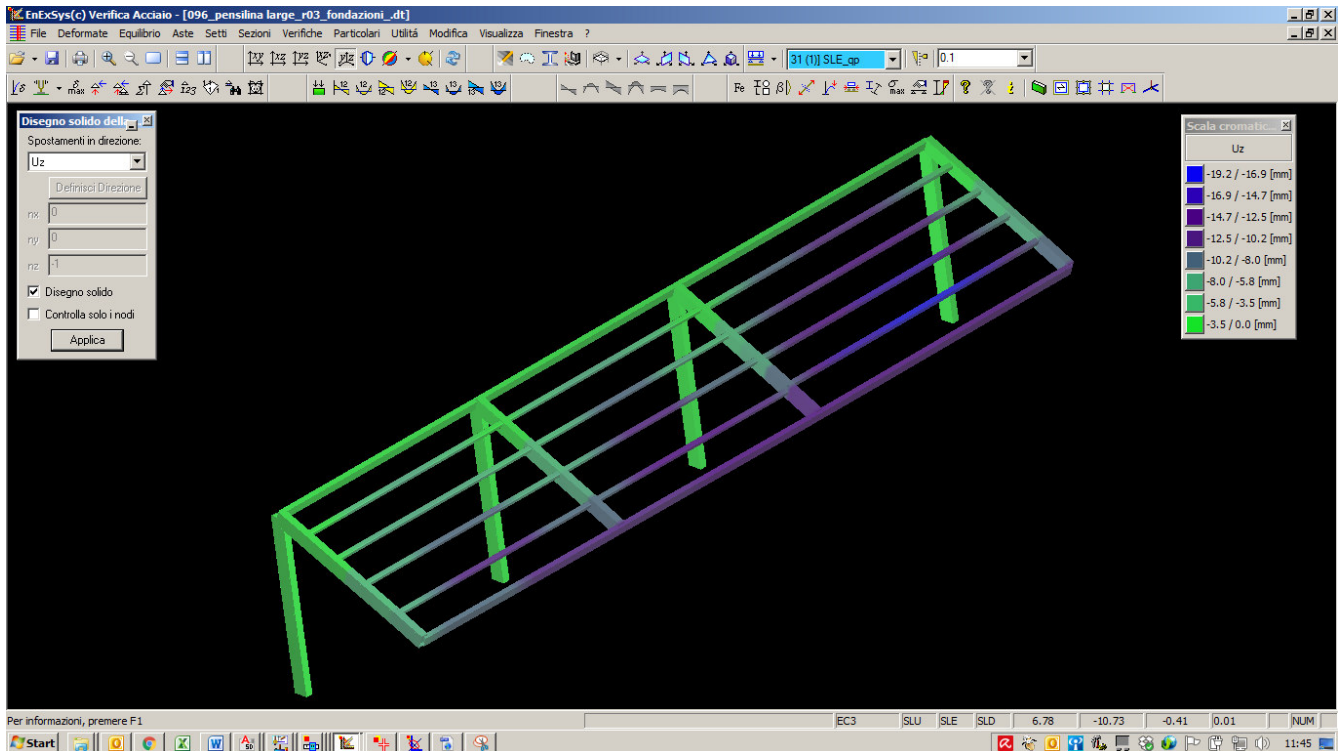 EnExSys(c) Verifica Acciaio - [096_pensilina large_r03_fondazioni_.dt]
File Deformate Equilibrio Aste Setti Sezioni Verifiche Particolari Utilitá Modifica Visualizza Finestra ?
31 (1)] SLE_qp 0.1
Disegno solido della
Spostamenti in direzione:
Uz
Definisci Direzione
nx 0
ny 0
nz -1
Disegno solido
Controlla solo i nodi
Applica
Scala cromatic...
Uz
-19.2 / -16.9 [mm]
-16.9 / -14.7 [mm]
-14.7 / -12.5 [mm]
-12.5 / -10.2 [mm]
-10.2 / -8.0 [mm]
-8.0 / -5.8 [mm]
-5.8 / -3.5 [mm]
-3.5 / 0.0 [mm]
Per informazioni, premere F1 EC3 SLU SLE SLD 6.78 -10.73 -0.41 0.01 NUM
Start 11:45